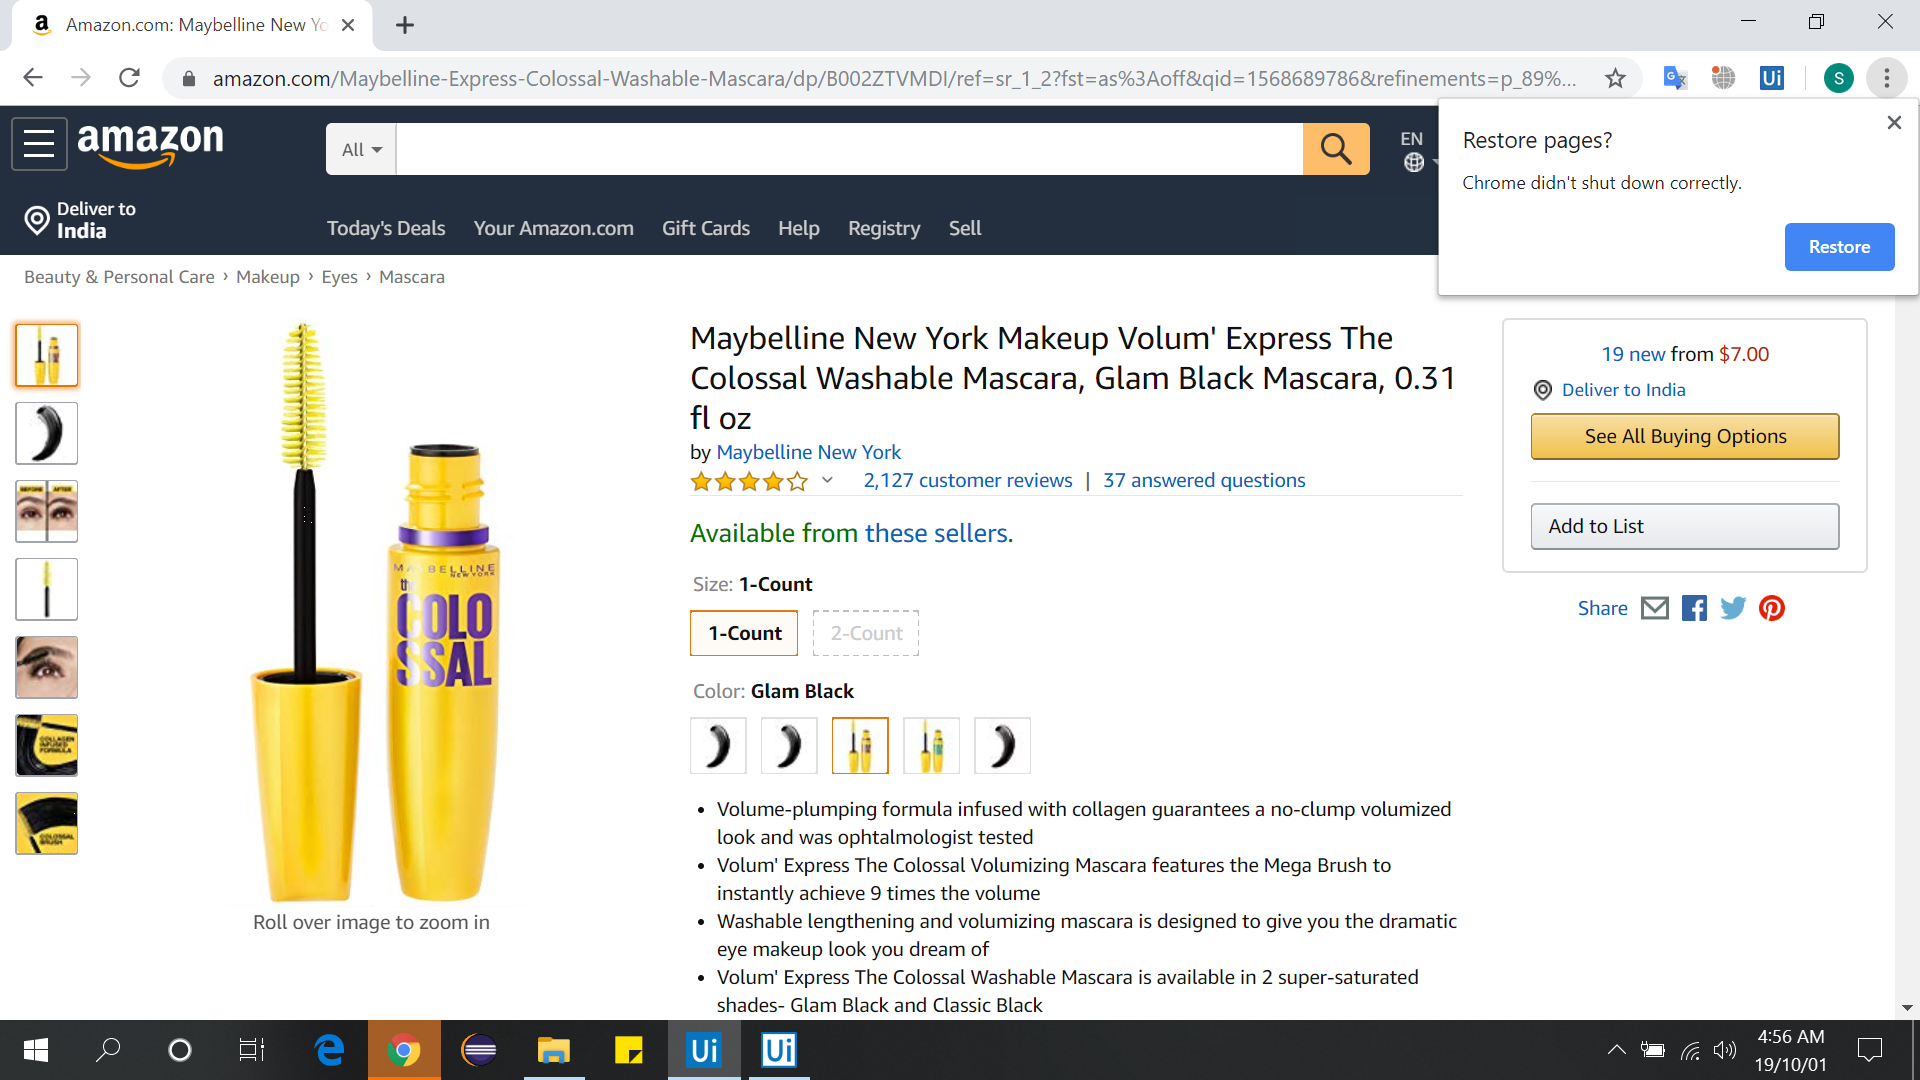 Amazon.com: Maybelline New Yo
amazon.com/Maybelline-Express-Colossal-Washable-Mascara/dp/B002ZTVMDI/ref=sr_1_2?fst=as%3Aoff&qid=1568689786&refinements=p_89%...
Ui
S
amazon
All
EN
Restore pages?
Chrome didn't shut down correctly.
Restore
Deliver to
India
Today's Deals
Your Amazon.com
Gift Cards
Help
Registry
Sell
Beauty & Personal Care › Makeup › Eyes › Mascara
BEFORE
AFTER
COLLAGEN
INFUSED
FORMULA
COLOSSAL
BRUSH
MAYBELLINE
NEW YORK
the
COLO
SSAL
Roll over image to zoom in
Maybelline New York Makeup Volum' Express The
Colossal Washable Mascara, Glam Black Mascara, 0.31
fl oz
by Maybelline New York
2,127 customer reviews | 37 answered questions
Available from these sellers.
Size: 1-Count
1-Count
2-Count
Color: Glam Black
• Volume-plumping formula infused with collagen guarantees a no-clump volumized
look and was ophtalmologist tested
• Volum' Express The Colossal Volumizing Mascara features the Mega Brush to
instantly achieve 9 times the volume
• Washable lengthening and volumizing mascara is designed to give you the dramatic
eye makeup look you dream of
• Volum' Express The Colossal Washable Mascara is available in 2 super-saturated
shades- Glam Black and Classic Black
19 new from $7.00
Deliver to India
See All Buying Options
Add to List
Share
Ui
Ui
4:56 AM
19/10/01